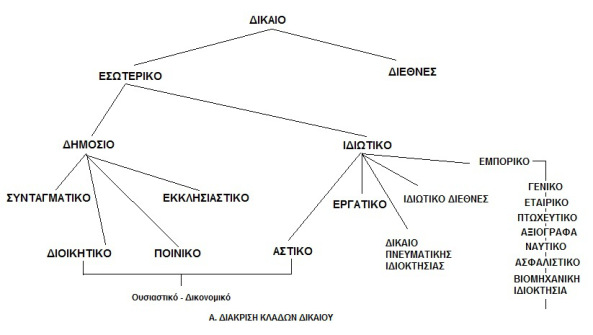 ΔΙΚΑΙΟ
ΕΣΩΤΕΡΙΚΟ
ΔΙΕΘΝΕΣ
ΔΗΜΟΣΙΟ
ΙΔΙΩΤΙΚΟ
ΕΜΠΟΡΙΚΟ
ΣΥΝΤΑΓΜΑΤΙΚΟ
ΕΚΚΛΗΣΙΑΣΤΙΚΟ
ΕΡΓΑΤΙΚΟ
ΙΔΙΩΤΙΚΟ ΔΙΕΘΝΕΣ
ΓΕΝΙΚΟ
ΕΤΑΙΡΙΚΟ
ΠΤΩΧΕΥΤΙΚΟ
ΑΞΙΟΓΡΑΦΑ
ΝΑΥΤΙΚΟ
ΑΣΦΑΛΙΣΤΙΚΟ
ΒΙΟΜΗΧΑΝΙΚΗ
ΙΔΙΟΚΤΗΣΙΑ
ΔΙΟΙΚΗΤΙΚΟ
ΠΟΙΝΙΚΟ
ΑΣΤΙΚΟ
ΔΙΚΑΙΟ
ΠΝΕΥΜΑΤΙΚΗΣ
ΙΔΙΟΚΤΗΣΙΑΣ
Ουσιαστικό - Δικονομικό
Α. ΔΙΑΚΡΙΣΗ ΚΛΑΔΩΝ ΔΙΚΑΙΟΥ